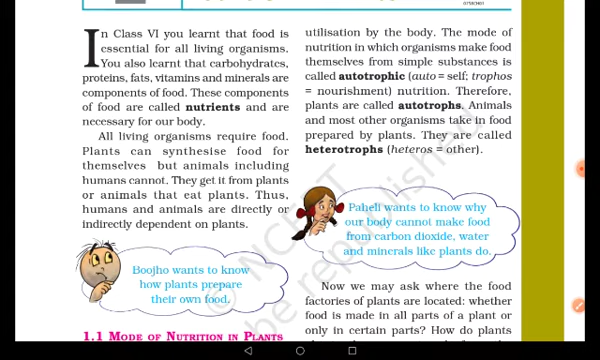 In Class VI you learnt that food is
essential for all living organisms.
You also learnt that carbohydrates,
proteins, fats, vitamins and minerals are
components of food. These components
of food are called nutrients and are
necessary for our body.
All living organisms require food.
Plants can synthesise food for
themselves but animals including
humans cannot. They get it from plants
or animals that eat plants. Thus,
humans and animals are directly or
indirectly dependent on plants.
Boojho wants to know
how plants prepare
their own food.
1.1 MODE OF NUTRITION IN PLANTS
utilisation by the body. The mode of
nutrition in which organisms make food
themselves from simple substances is
called autotrophic (auto = self; trophos
= nourishment) nutrition. Therefore,
plants are called autotrophs. Animals
and most other organisms take in food
prepared by plants. They are called
heterotrophs (heteros = other).
Paheli wants to know why
our body cannot make food
from carbon dioxide, water
and minerals like plants do.
Now we may ask where the food
factories of plants are located: whether
food is made in all parts of a plant or
only in certain parts? How do plants
© NCERT
be republished